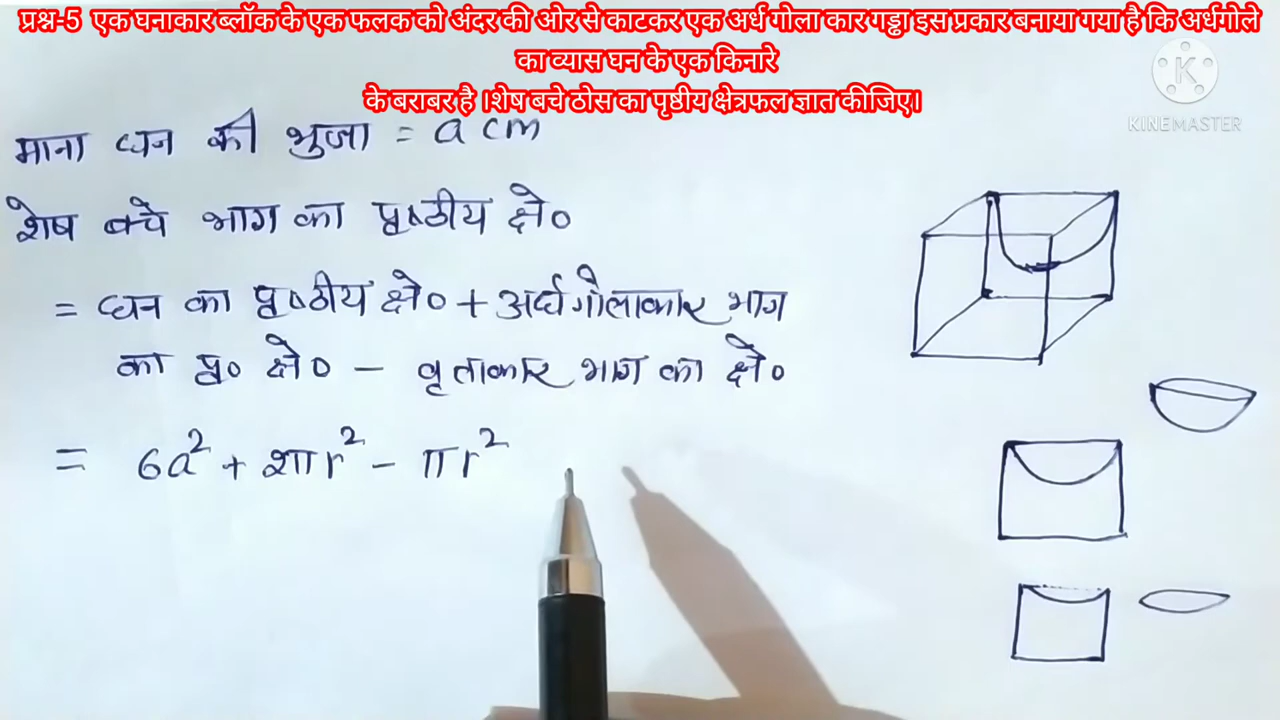 प्रश्न-5 एक घनाकार ब्लॉक के एक फलक को अंदर की ओर से काटकर एक अर्ध गोला कार गड्ढा इस प्रकार बनाया गया है कि अर्धगोले
का व्यास घन के एक किनारे
के बराबर है ।शेष बचे ठोस का पृष्ठीय क्षेत्रफल ज्ञात कीजिए।
K
KINEMASTER
माना घन की भुजा = a cm
शेष बचे भाग का पृष्ठीय क्षे०
= घन का पृष्ठीय क्षे० + अर्धगोलाकार भाग
का पृ० क्षे० – वृताकार भाग का क्षे०
= 6a² + 2πr² – πr²